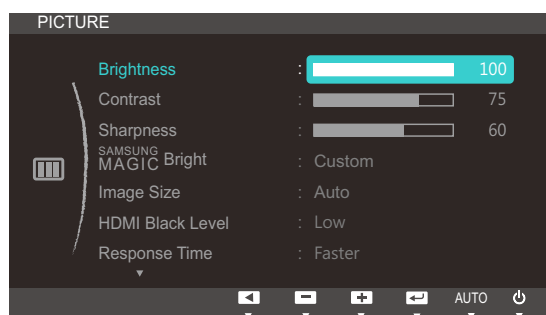 PICTURE
Brightness : 100
Contrast : 75
Sharpness : 60
SAMSUNG
MAGIC Bright : Custom
Image Size : Auto
HDMI Black Level : Low
Response Time : Faster
AUTO